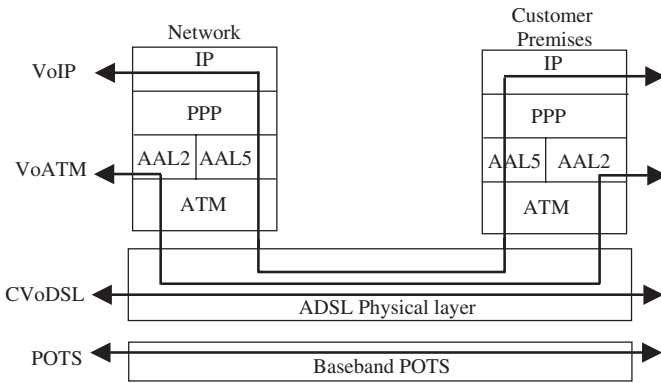 Network
Customer
Premises
VoIP
IP
IP
PPP
PPP
VoATM
AAL2
AAL5
AAL5
AAL2
ATM
ATM
CVoDSL
ADSL Physical layer
POTS
Baseband POTS